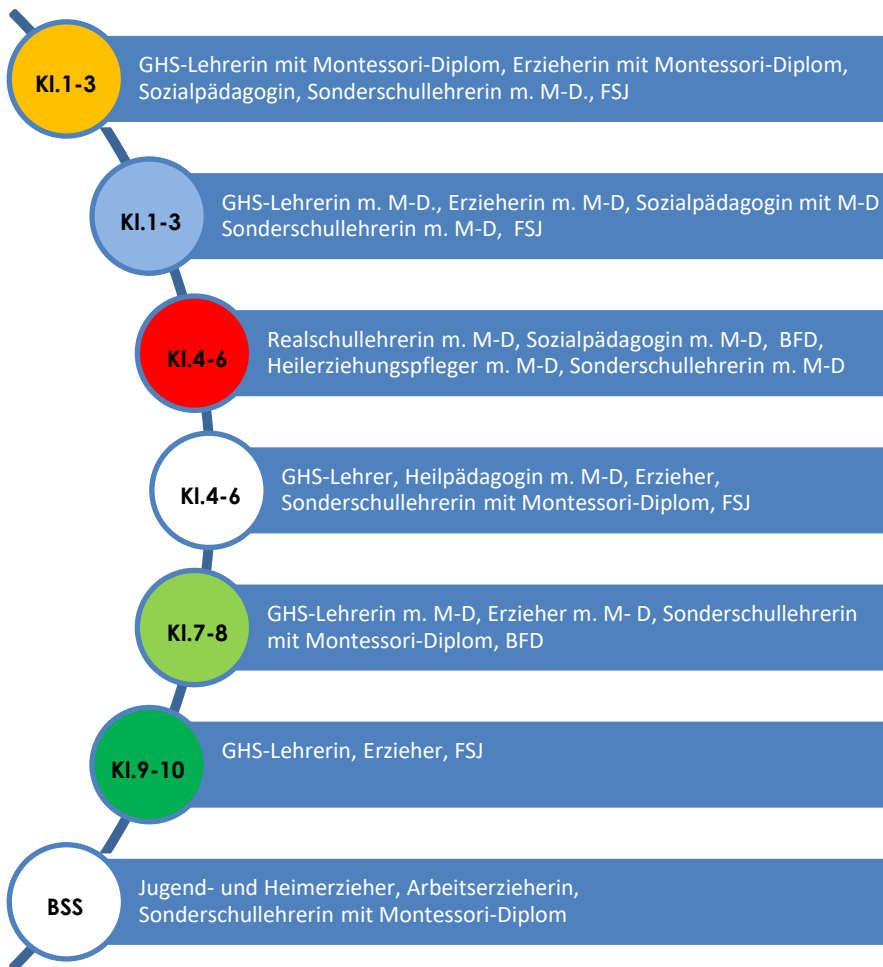 Kl.1-3
GHS-Lehrerin mit Montessori-Diplom, Erzieherin mit Montessori-Diplom,
Sozialpädagogin, Sonderschullehrerin m. M-D., FSJ
Kl.1-3
GHS-Lehrerin m. M-D., Erzieherin m. M-D, Sozialpädagogin mit M-D
Sonderschullehrerin m. M-D, FSJ
Kl.4-6
Realschullehrerin m. M-D, Sozialpädagogin m. M-D, BFD,
Heilerziehungspfleger m. M-D, Sonderschullehrerin m. M-D
Kl.4-6
GHS-Lehrer, Heilpädagogin m. M-D, Erzieher,
Sonderschullehrerin mit Montessori-Diplom, FSJ
Kl.7-8
GHS-Lehrerin m. M-D, Erzieher m. M- D, Sonderschullehrerin
mit Montessori-Diplom, BFD
Kl.9-10
GHS-Lehrerin, Erzieher, FSJ
BSS
Jugend- und Heimerzieher, Arbeitserzieherin,
Sonderschullehrerin mit Montessori-Diplom